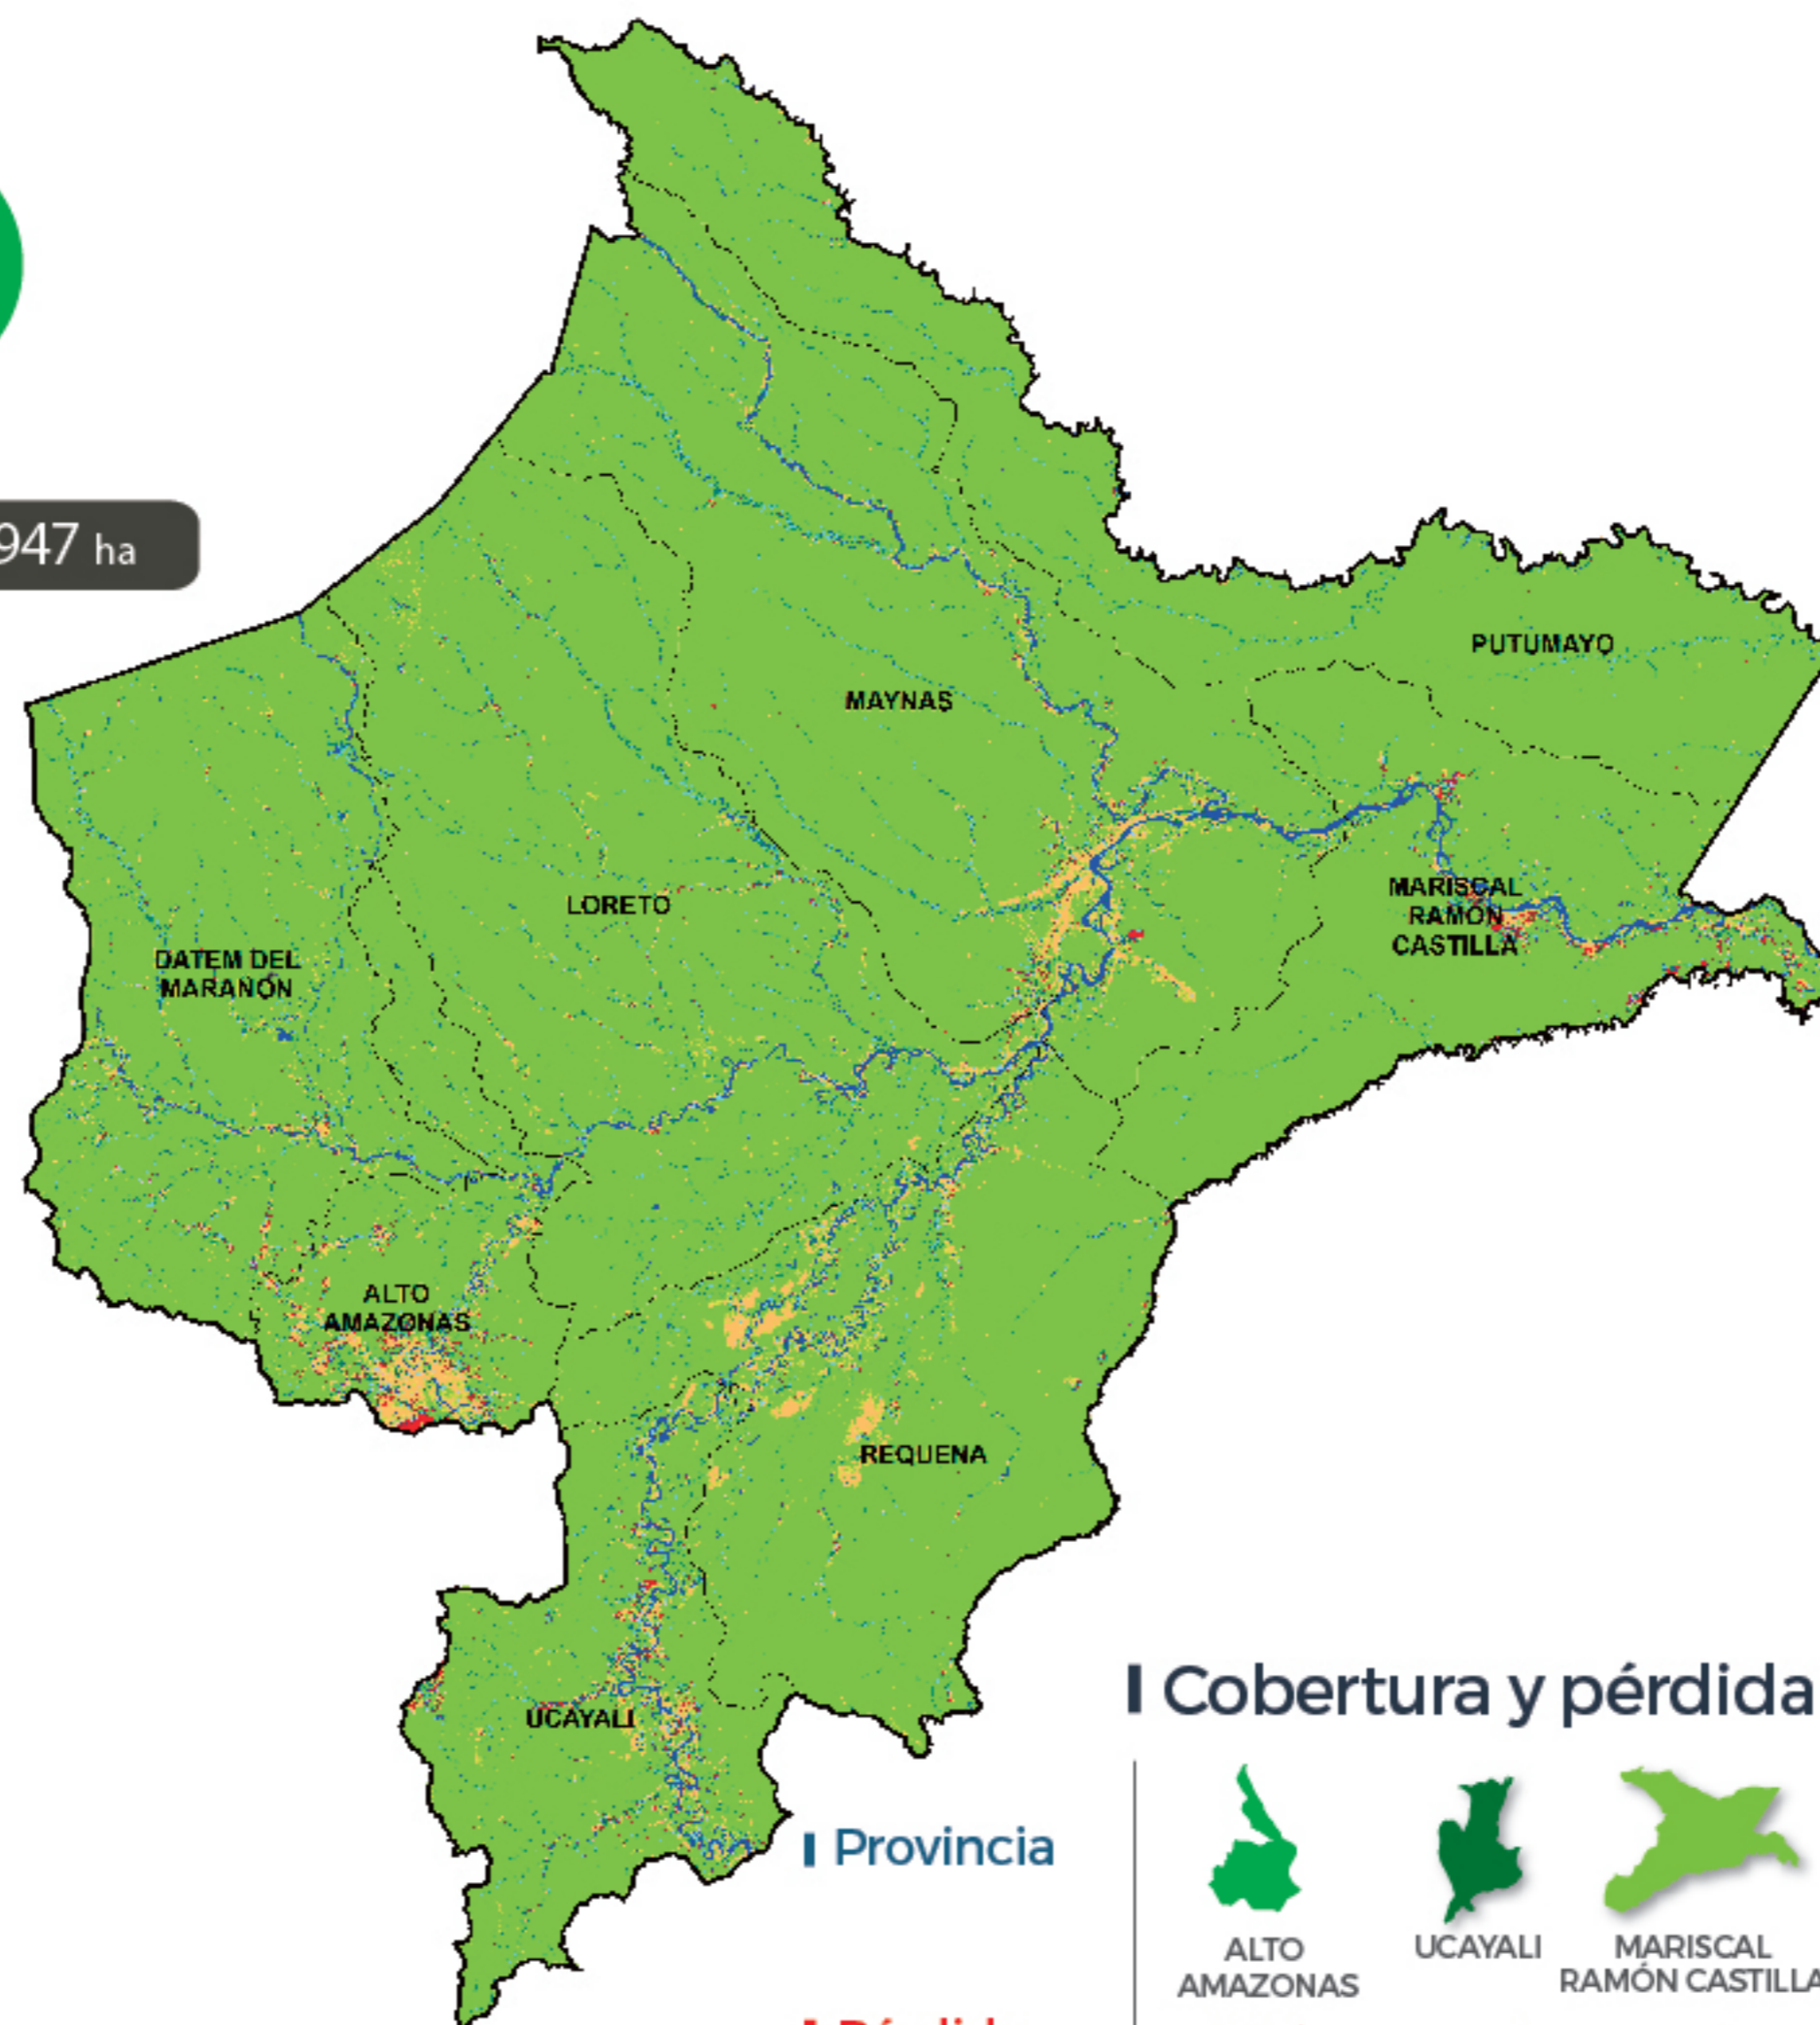 947 ha
PUTUMAYO
MAYNAS
LORETO
MARISCAL
RAMÓN
CASTILLA
DATEM DEL
MARAÑÓN
ALTO
AMAZONAS
REQUENA
UCAYALI
Cobertura y pérdida
Provincia
ALTO
AMAZONAS
UCAYALI
MARISCAL
RAMÓN CASTILLA